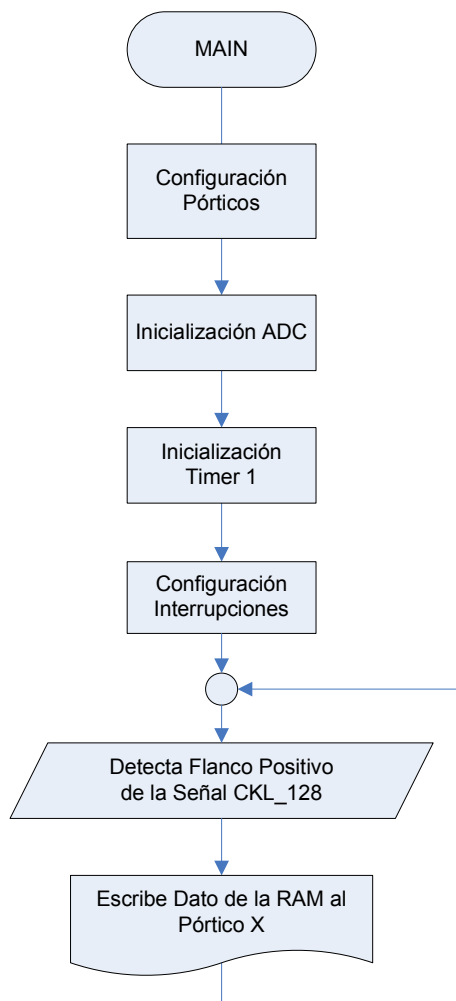 MAIN
Configuración
Pórticos
Inicialización ADC
Inicialización
Timer 1
Configuración
Interrupciones
Detecta Flanco Positivo
de la Señal CKL_128
Escribe Dato de la RAM al
Pórtico X